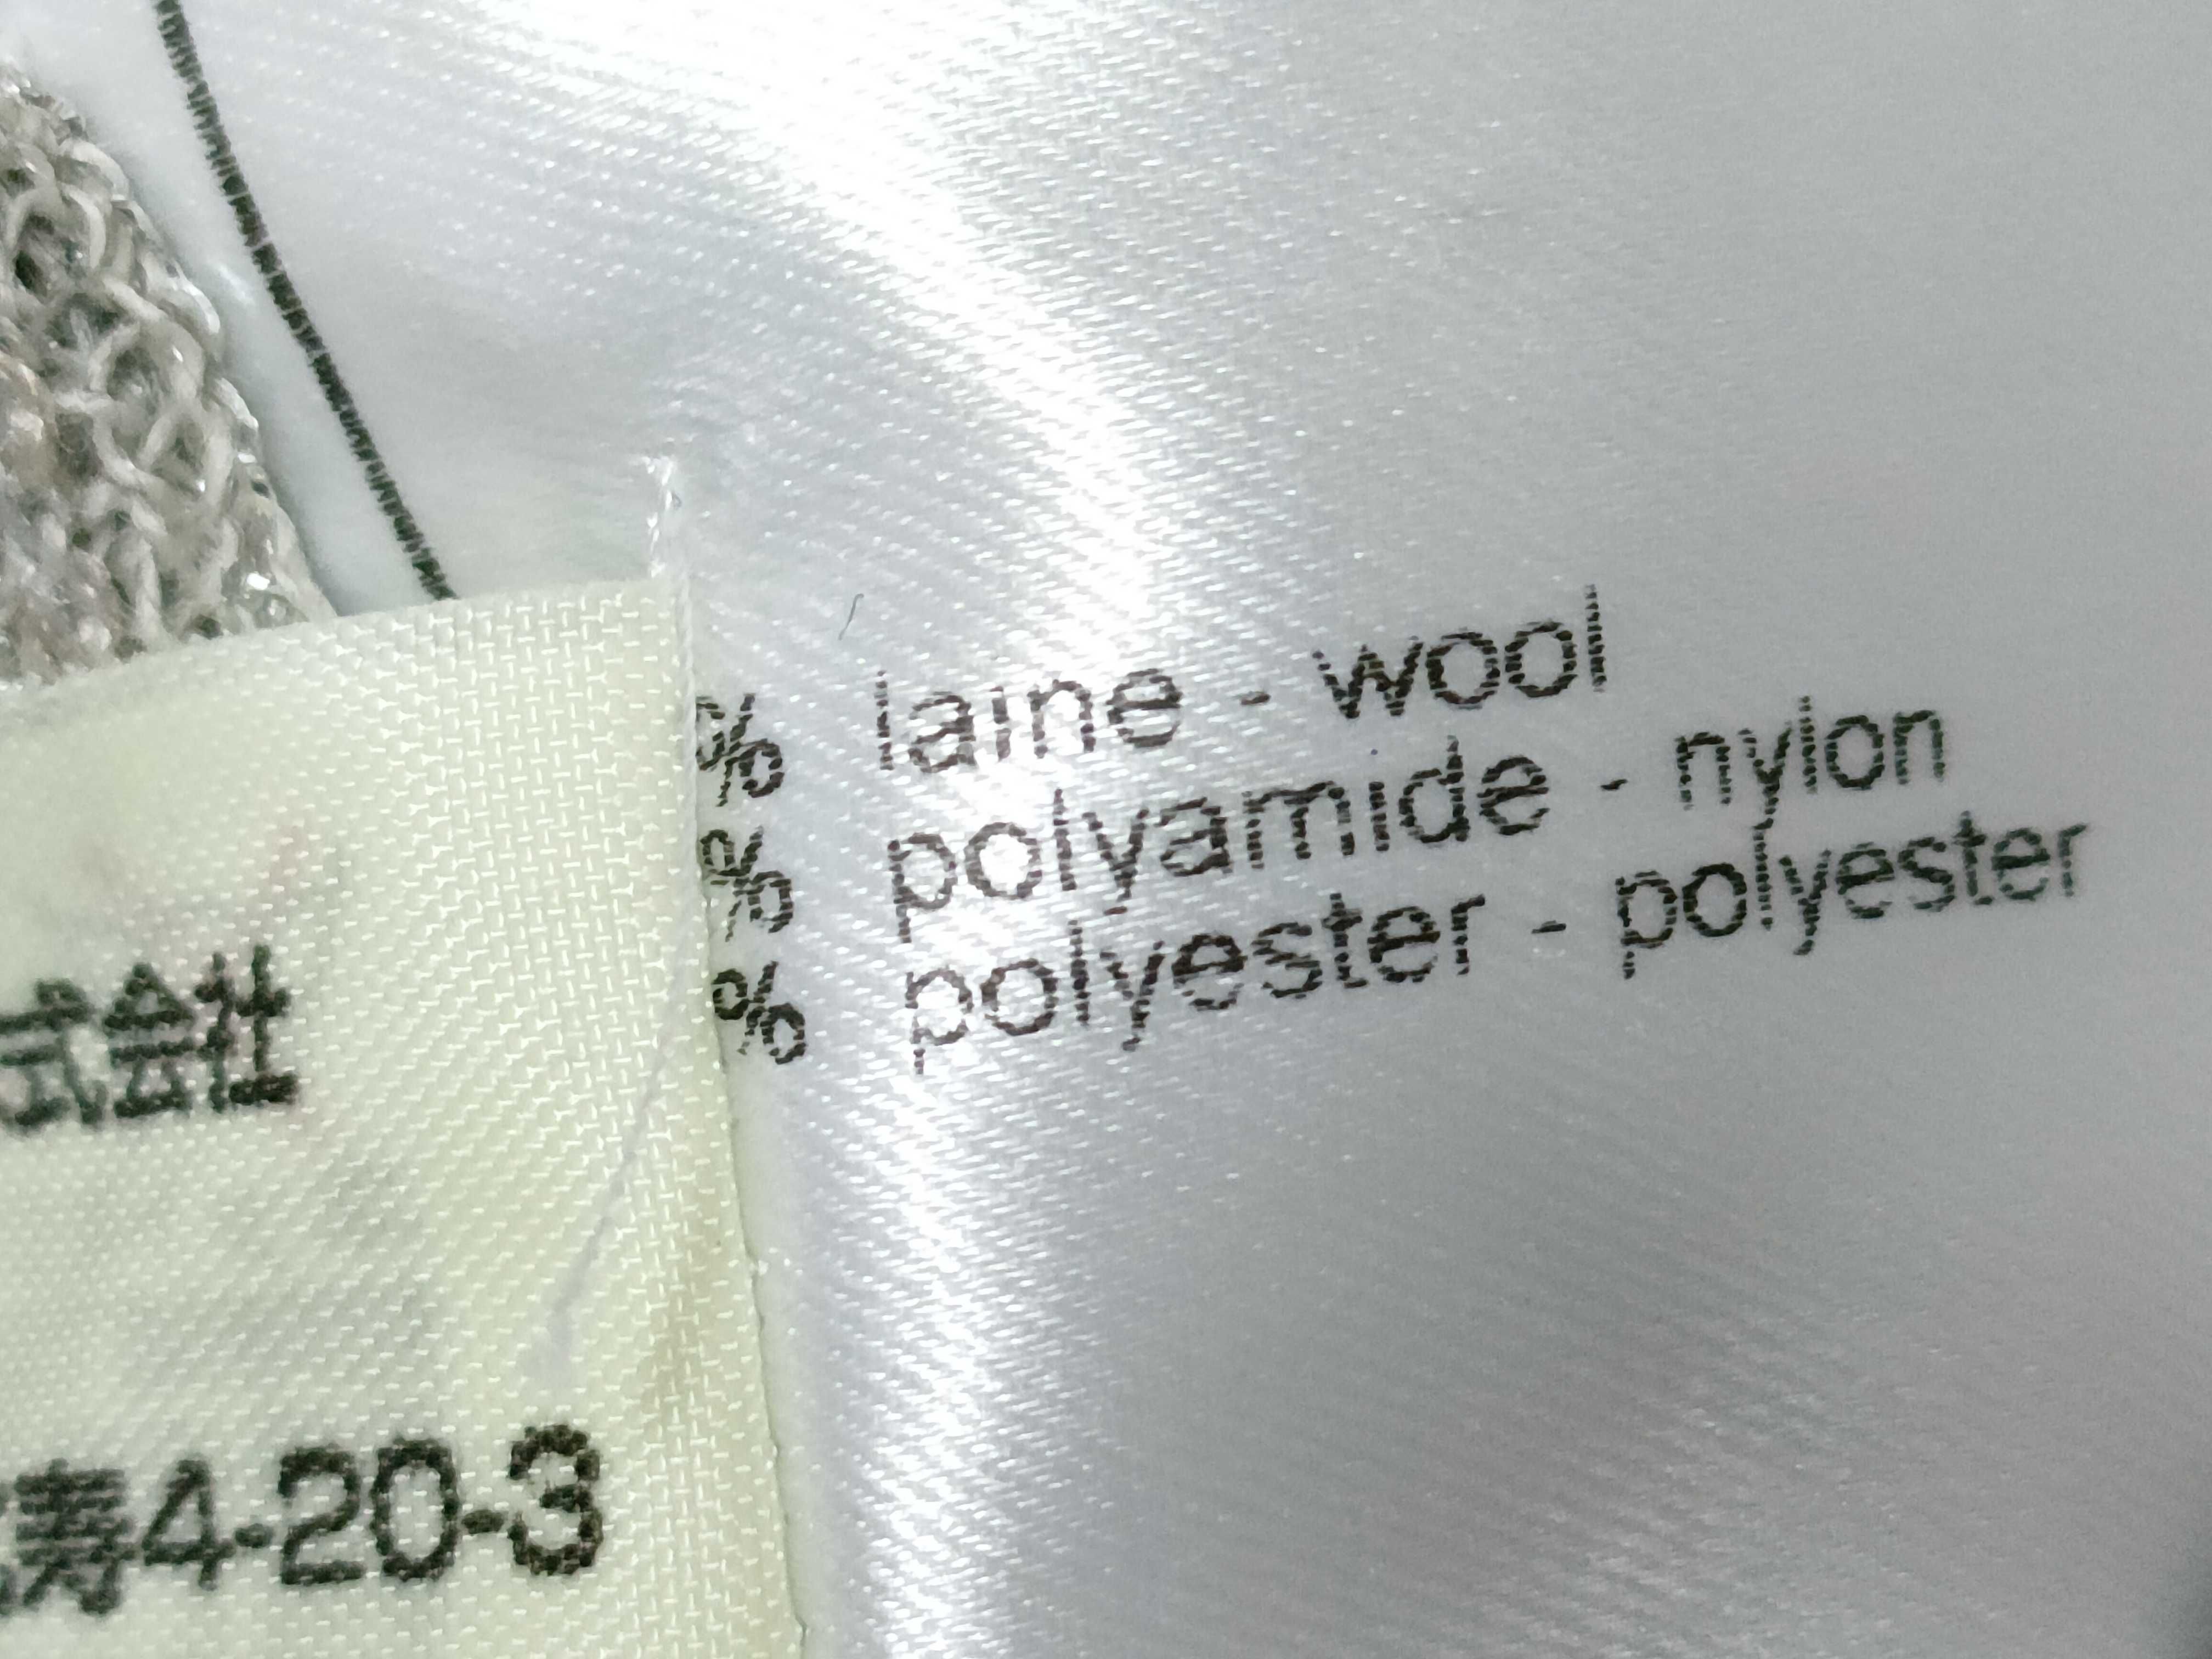 % laine - wool
% polyamide - nylon
% polyester - polyester
式会社
寿4-20-3